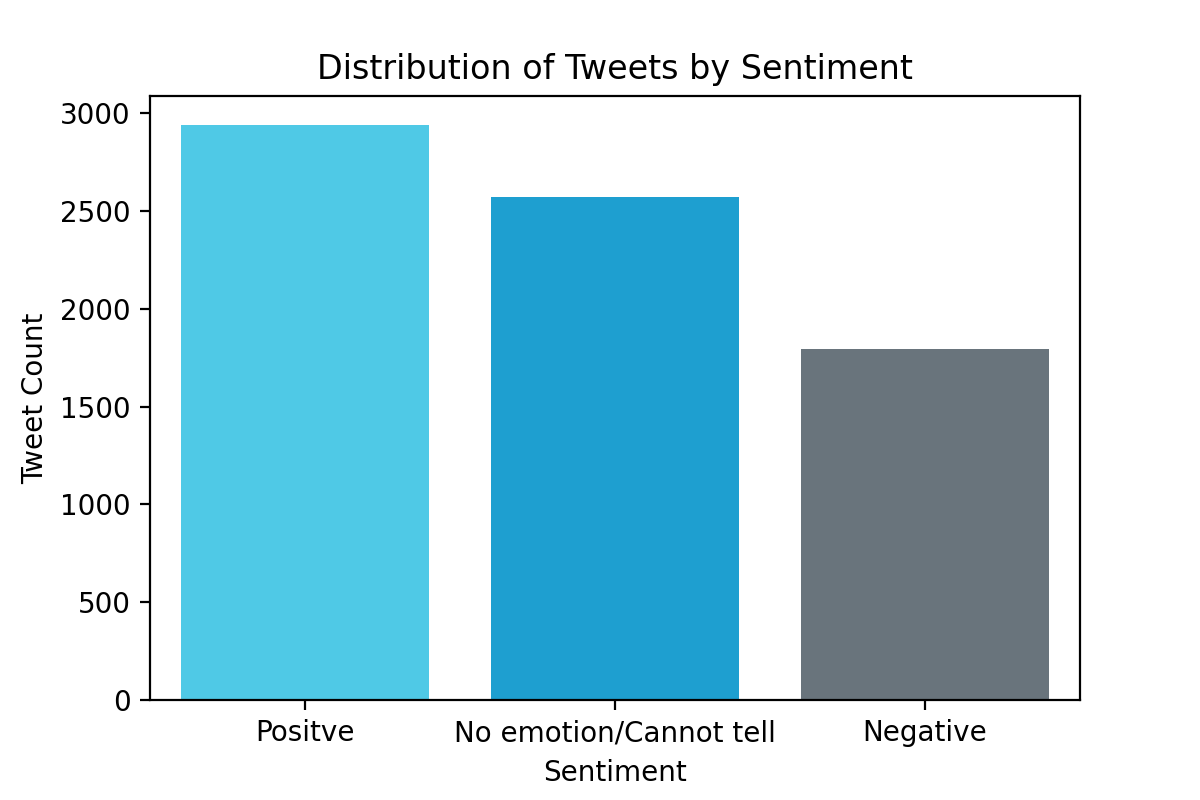 Distribution of Tweets by Sentiment
3000
2500
2000
1500
1000
500
0
Tweet Count
Positve
No emotion/Cannot tell
Negative
Sentiment